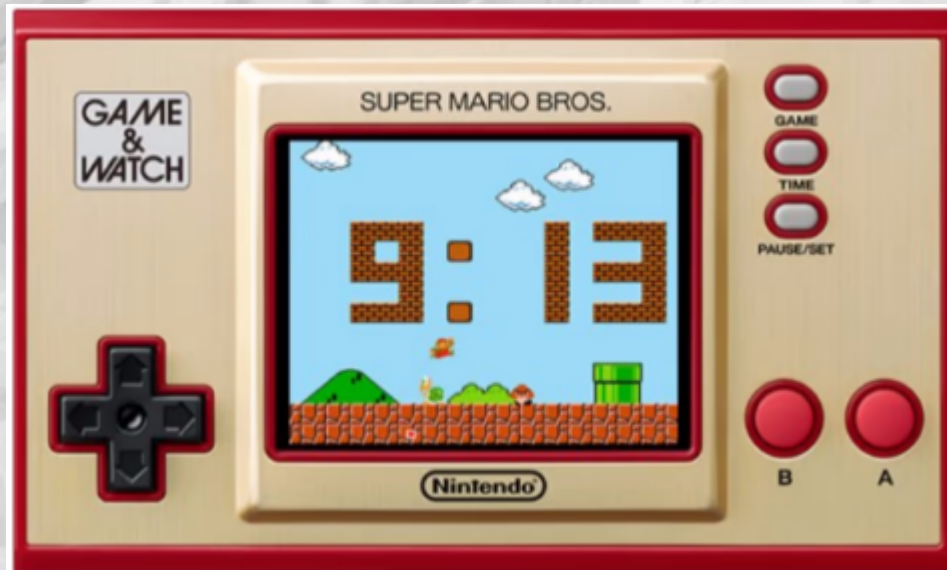 GAME
&
WATCH
SUPER MARIO BROS.
GAME
TIME
PAUSE/SET
9:13
Nintendo
B
A